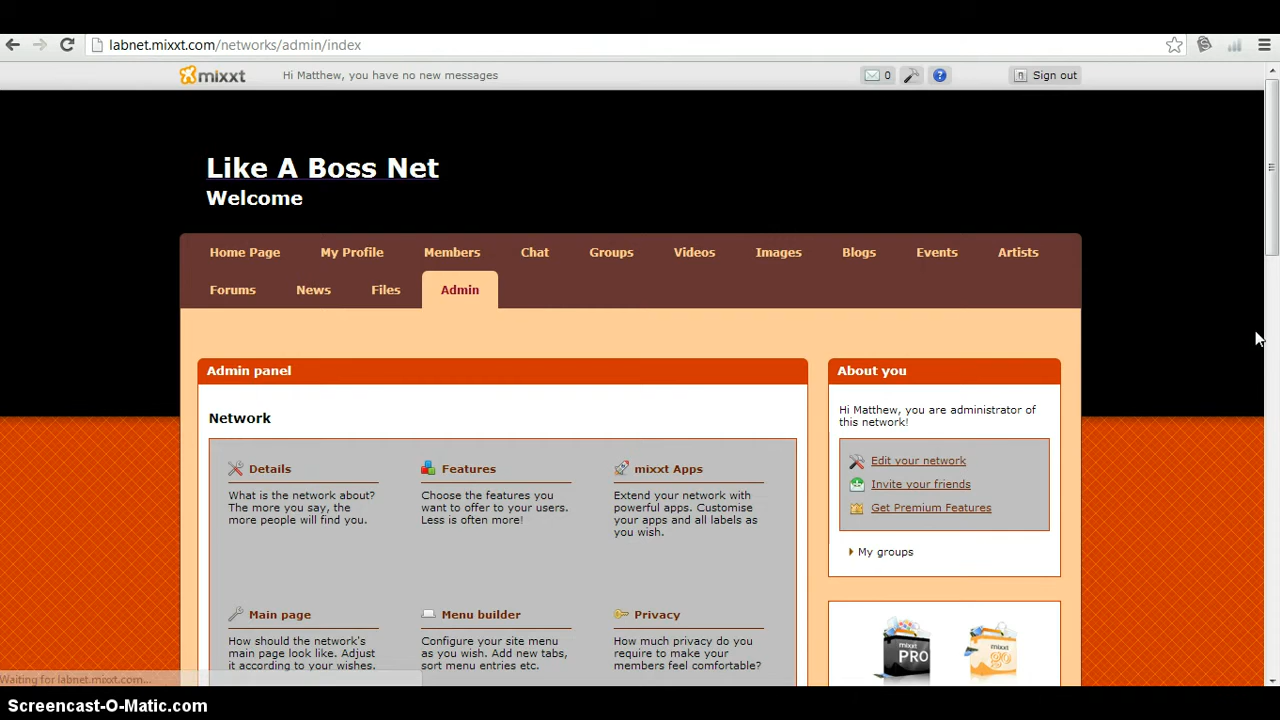 labnet.mixxt.com/networks/admin/index
mixxt
Hi Matthew, you have no new messages
0
Sign out
Like A Boss Net
Welcome
Home Page My Profile Members Chat Groups Videos Images Blogs Events Artists
Forums News Files Admin
Admin panel
Network
Details
What is the network about?
The more you say, the
more people will find you.
Features
Choose the features you
want to offer to your users.
Less is often more!
mixxt Apps
Extend your network with
powerful apps. Customise
your apps and all labels as
you wish.
Main page
How should the network's
main page look like. Adjust
it according to your wishes.
Menu builder
Configure your site menu
as you wish. Add new tabs,
sort menu entries etc.
Privacy
How much privacy do you
require to make your
members feel comfortable?
About you
Hi Matthew, you are administrator of
this network!
Edit your network
Invite your friends
Get Premium Features
My groups
mixxt
PRO
mixxt
Waiting for labnet.mixxt.com...
Screencast-O-Matic.com